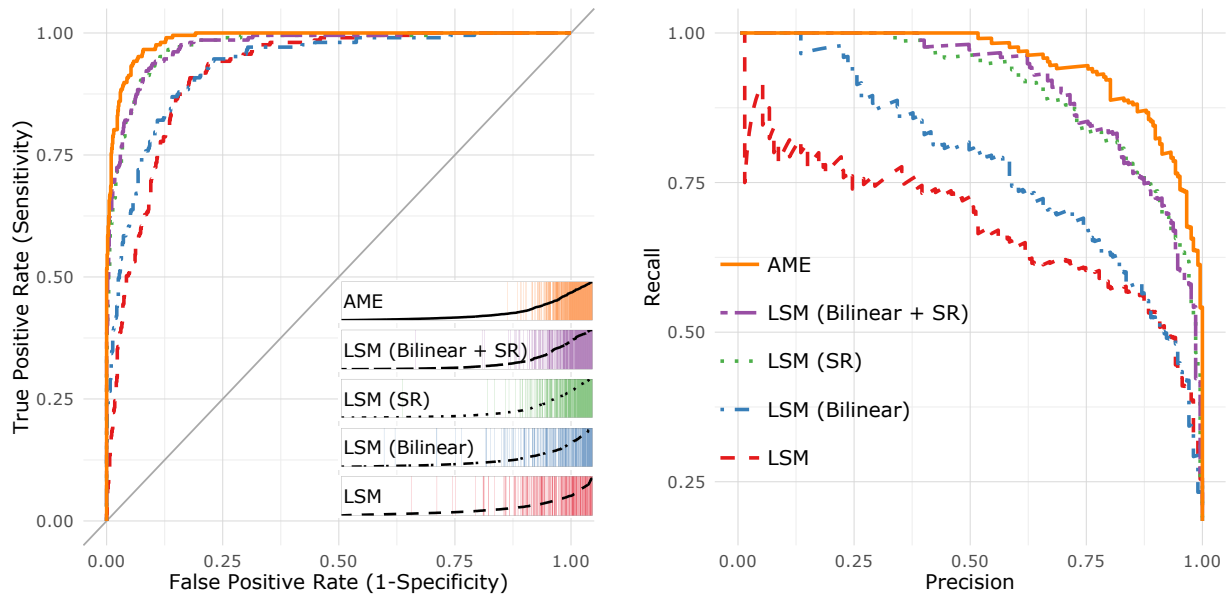 1.00
0.75
0.50
0.25
0.00
True Positive Rate (Sensitivity)
AME
LSM (Bilinear + SR)
LSM (SR)
LSM (Bilinear)
LSM
0.00 0.25 0.50 0.75 1.00
False Positive Rate (1-Specificity)
1.00
0.75
0.50
0.25
Recall
AME
LSM (Bilinear + SR)
LSM (SR)
LSM (Bilinear)
LSM
0.00 0.25 0.50 0.75 1.00
Precision